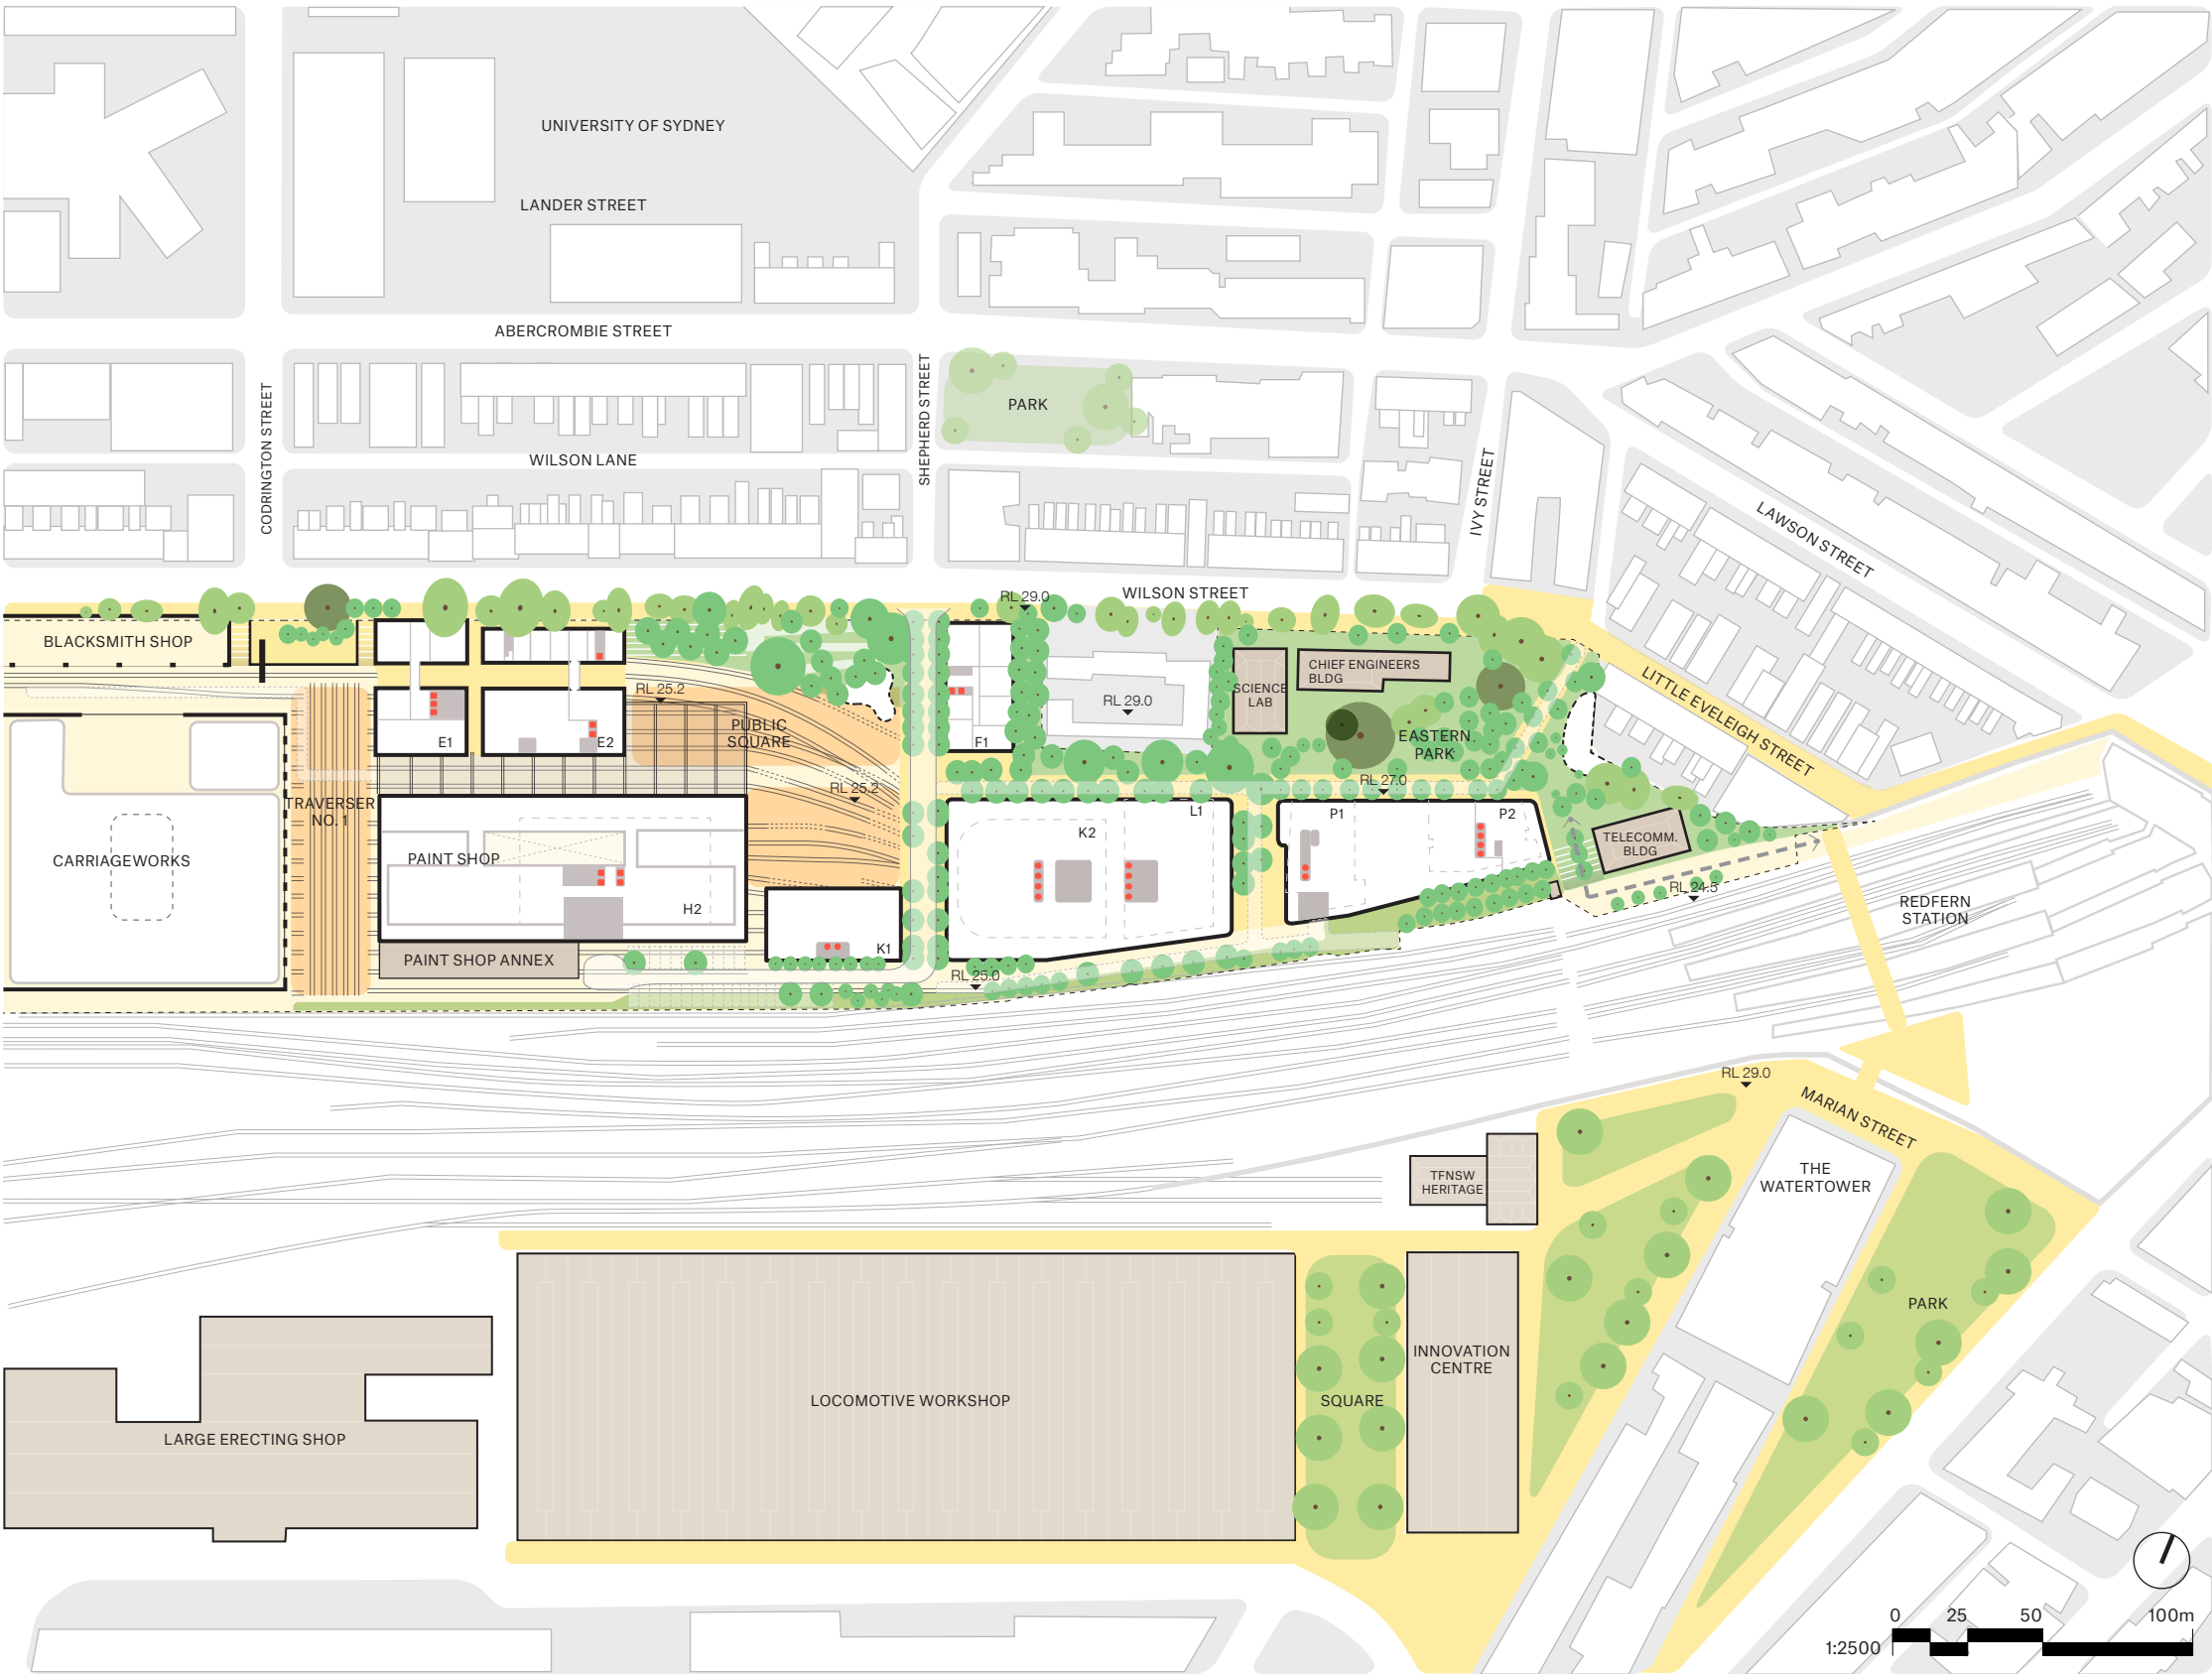 UNIVERSITY OF SYDNEY
LANDER STREET
ABERCROMBIE STREET
CODRINGTON STREET
SHEPHERD STREET
PARK
WILSON LANE
IVY STREET
LAWSON STREET
WILSON STREET
RL 29.0
BLACKSMITH SHOP
CHIEF ENGINEERS
BLDG
SCIENCE
LAB
LITTLE EVELEIGH STREET
RL 25.2
RL 29.0
PUBLIC
SQUARE
E1
E2
F1
EASTERN
PARK
RL 27.0
RL 25.2
TRAVERSER
NO. 1
L1
K2
P1
P2
TELECOMM.
BLDG
CARRIAGEWORKS
PAINT SHOP
H2
RL 24.5
REDFERN
STATION
K1
PAINT SHOP ANNEX
RL 25.0
RL 29.0
MARIAN STREET
TFNSW
HERITAGE
THE
WATERTOWER
PARK
INNOVATION
CENTRE
LOCOMOTIVE WORKSHOP
SQUARE
LARGE ERECTING SHOP
0 25 50 100m
1:2500